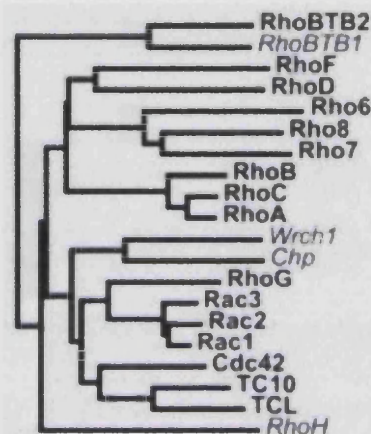 RhoBTB2
RhoBTB1
RhoF
RhoD
Rho6
Rho8
Rho7
RhoB
RhoC
RhoA
Wrch1
Chp
RhoG
Rac3
Rac2
Rac1
Cdc42
TC10
TCL
RhoH